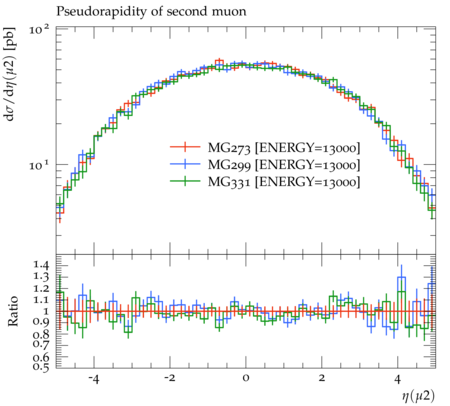 Pseudorapidity of second muon
dσ/dη(μ2) [pb]
10²
10¹
MG273 [ENERGY=13000]
MG299 [ENERGY=13000]
MG331 [ENERGY=13000]
Ratio
1.4
1.3
1.2
1.1
1
0.9
0.8
0.7
0.6
0.5
-4 -2 0 2 4
η(μ2)